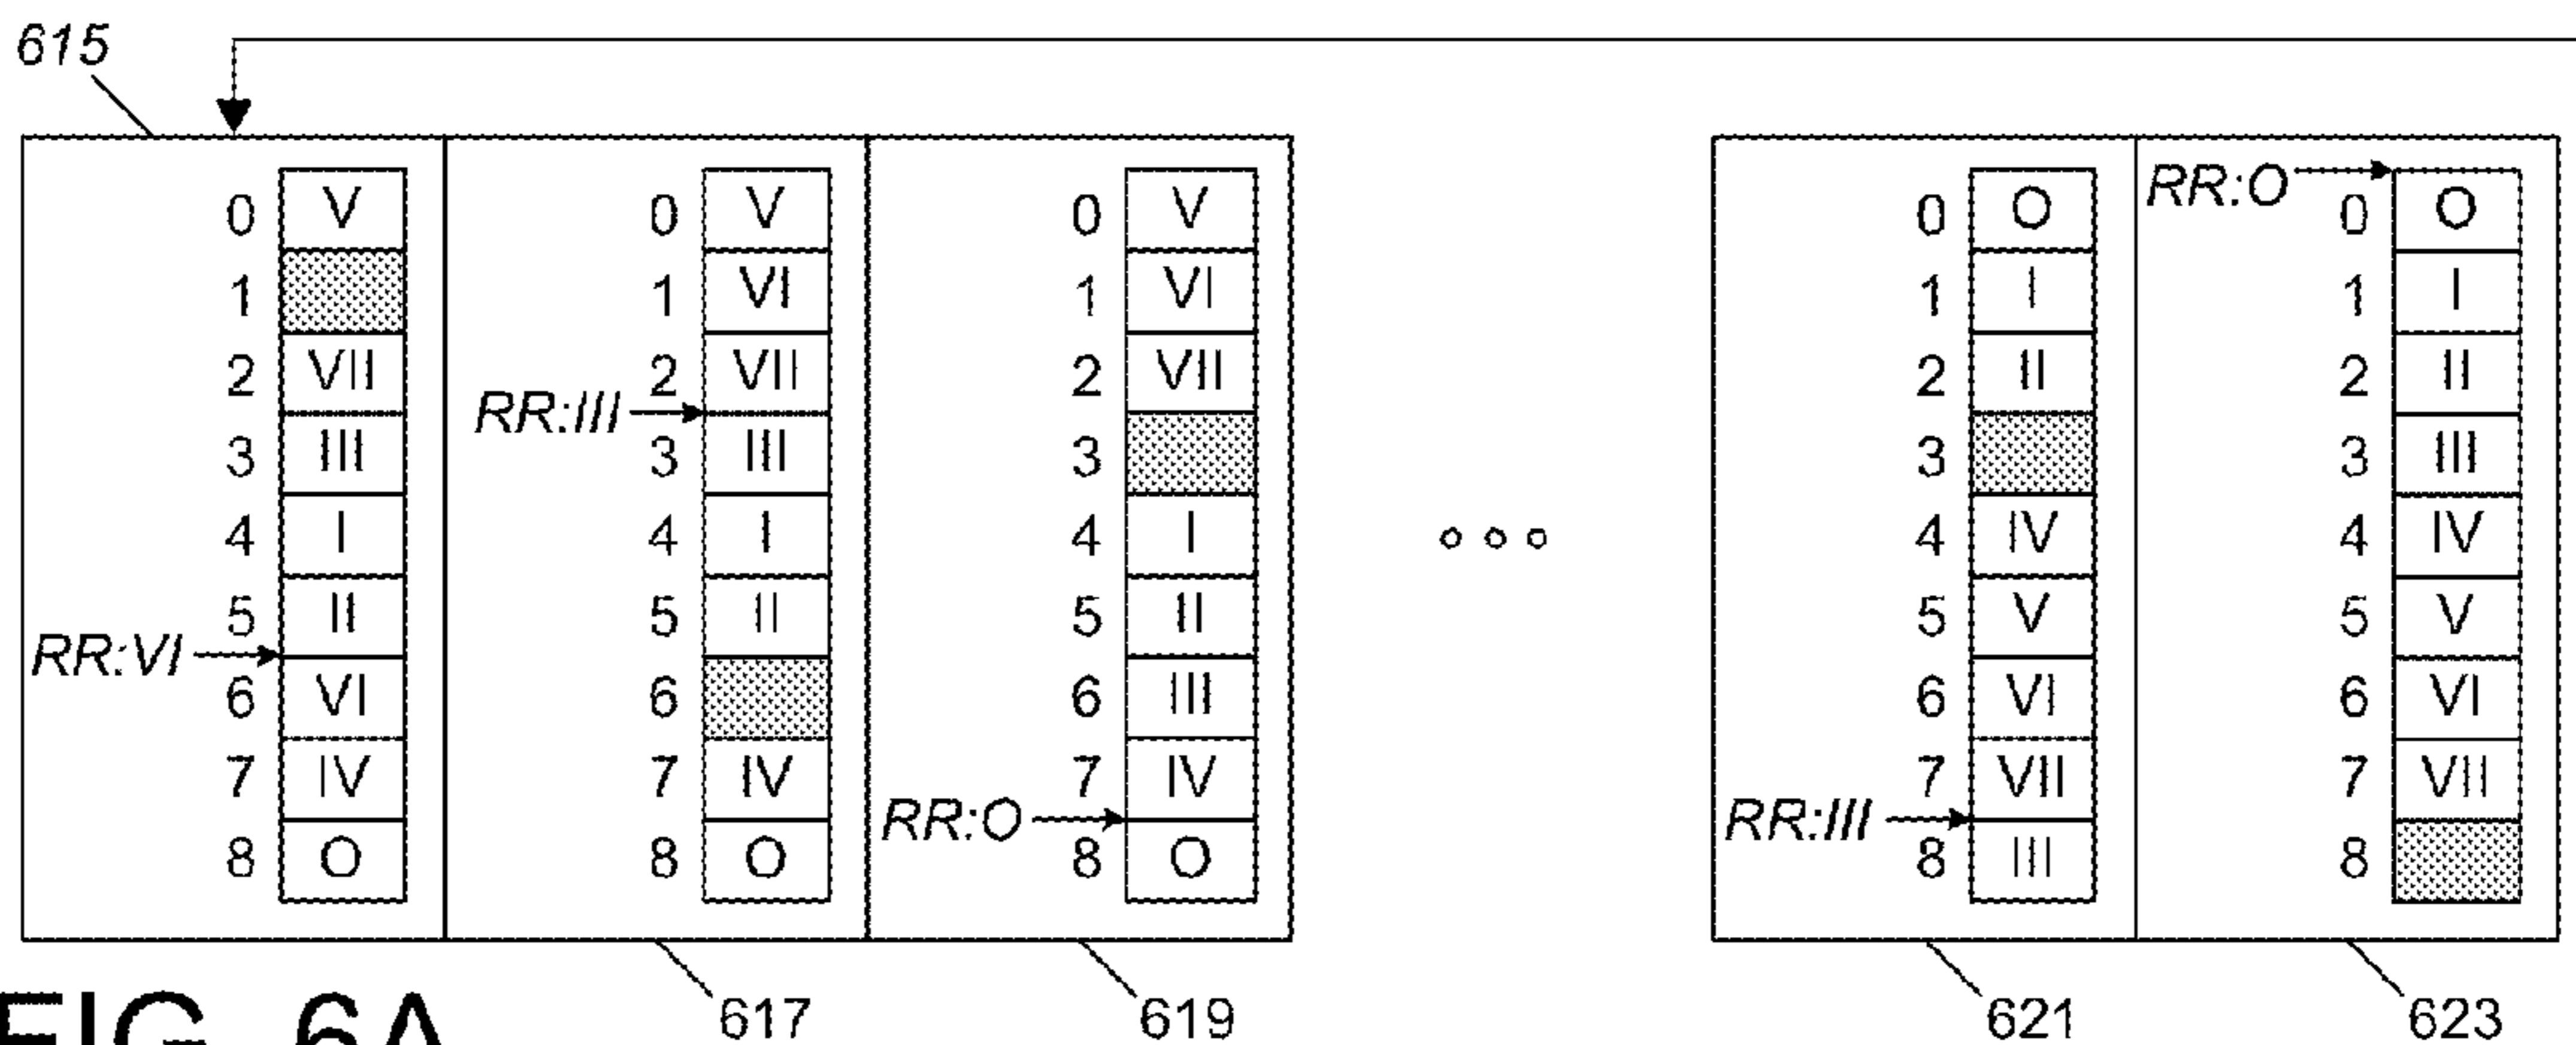 615
0 V 0 V 0 V 0 O RR:O 0 O
1 1 VI 1 VI 1 I 1 I
2 VII 2 VII 2 VII 2 II 2 II
RR:III
3 III 3 III 3 3 3 III
4 I 4 I 4 I 4 IV 4 IV
5 II 5 II 5 II 5 V 5 V
RR:VI
6 VI 6 6 III 6 VI 6 VI
7 IV 7 IV 7 IV 7 VII 7 VII
RR:O RR:III
8 O 8 O 8 O 8 III 8
617 619 621 623
FIG. 6A